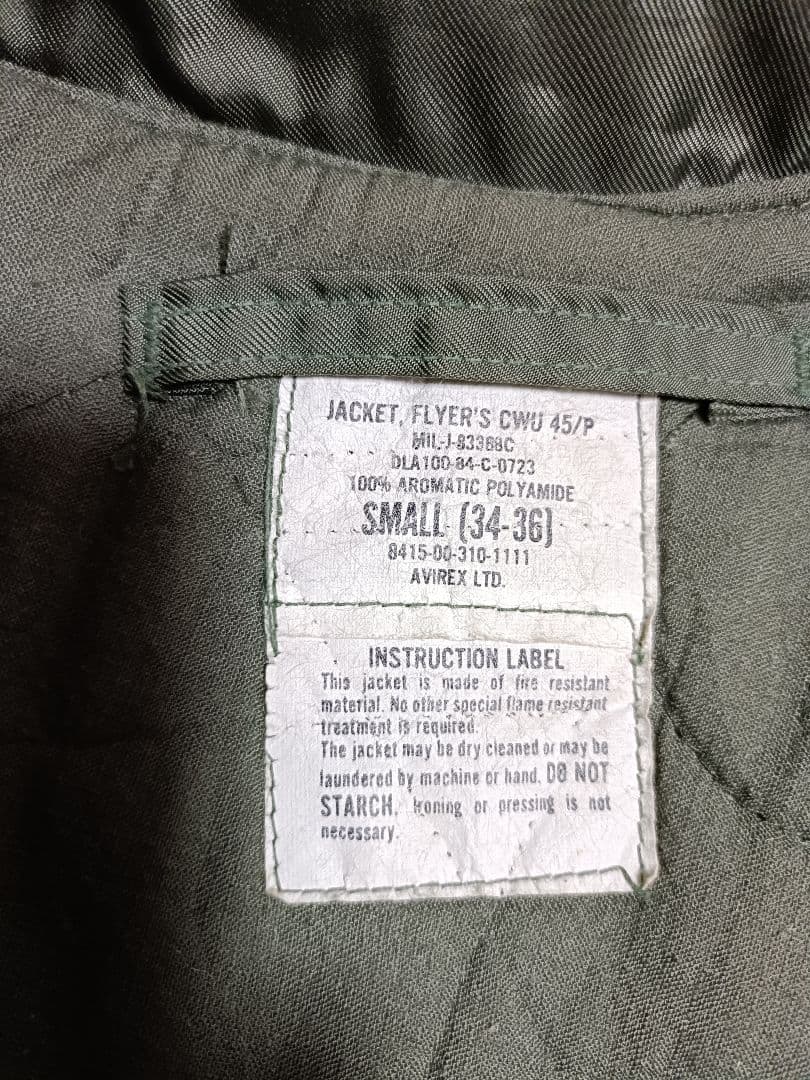 JACKET, FLYER'S CWU 45/P
MIL-J-83388C
DLA100-84-C-0723
100% AROMATIC POLYAMIDE
SMALL (34-36)
8415-00-310-1111
AVIREX LTD.
INSTRUCTION LABEL
This jacket is made of fire resistant
material. No other special flame resistant
treatment is required.
The jacket may be dry cleaned or may be
laundered by machine or hand. DO NOT
STARCH. Ironing or pressing is not
necessary.